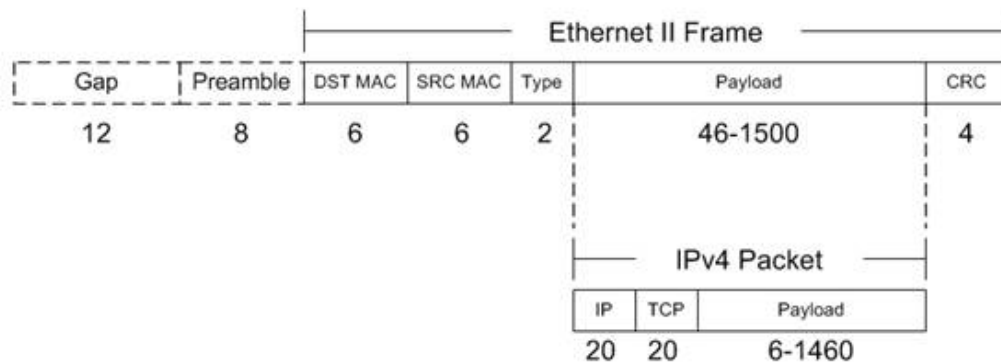 Ethernet II Frame
Gap Preamble DST MAC SRC MAC Type Payload CRC
12 8 6 6 2 46-1500 4
IPv4 Packet
IP TCP Payload
20 20 6-1460